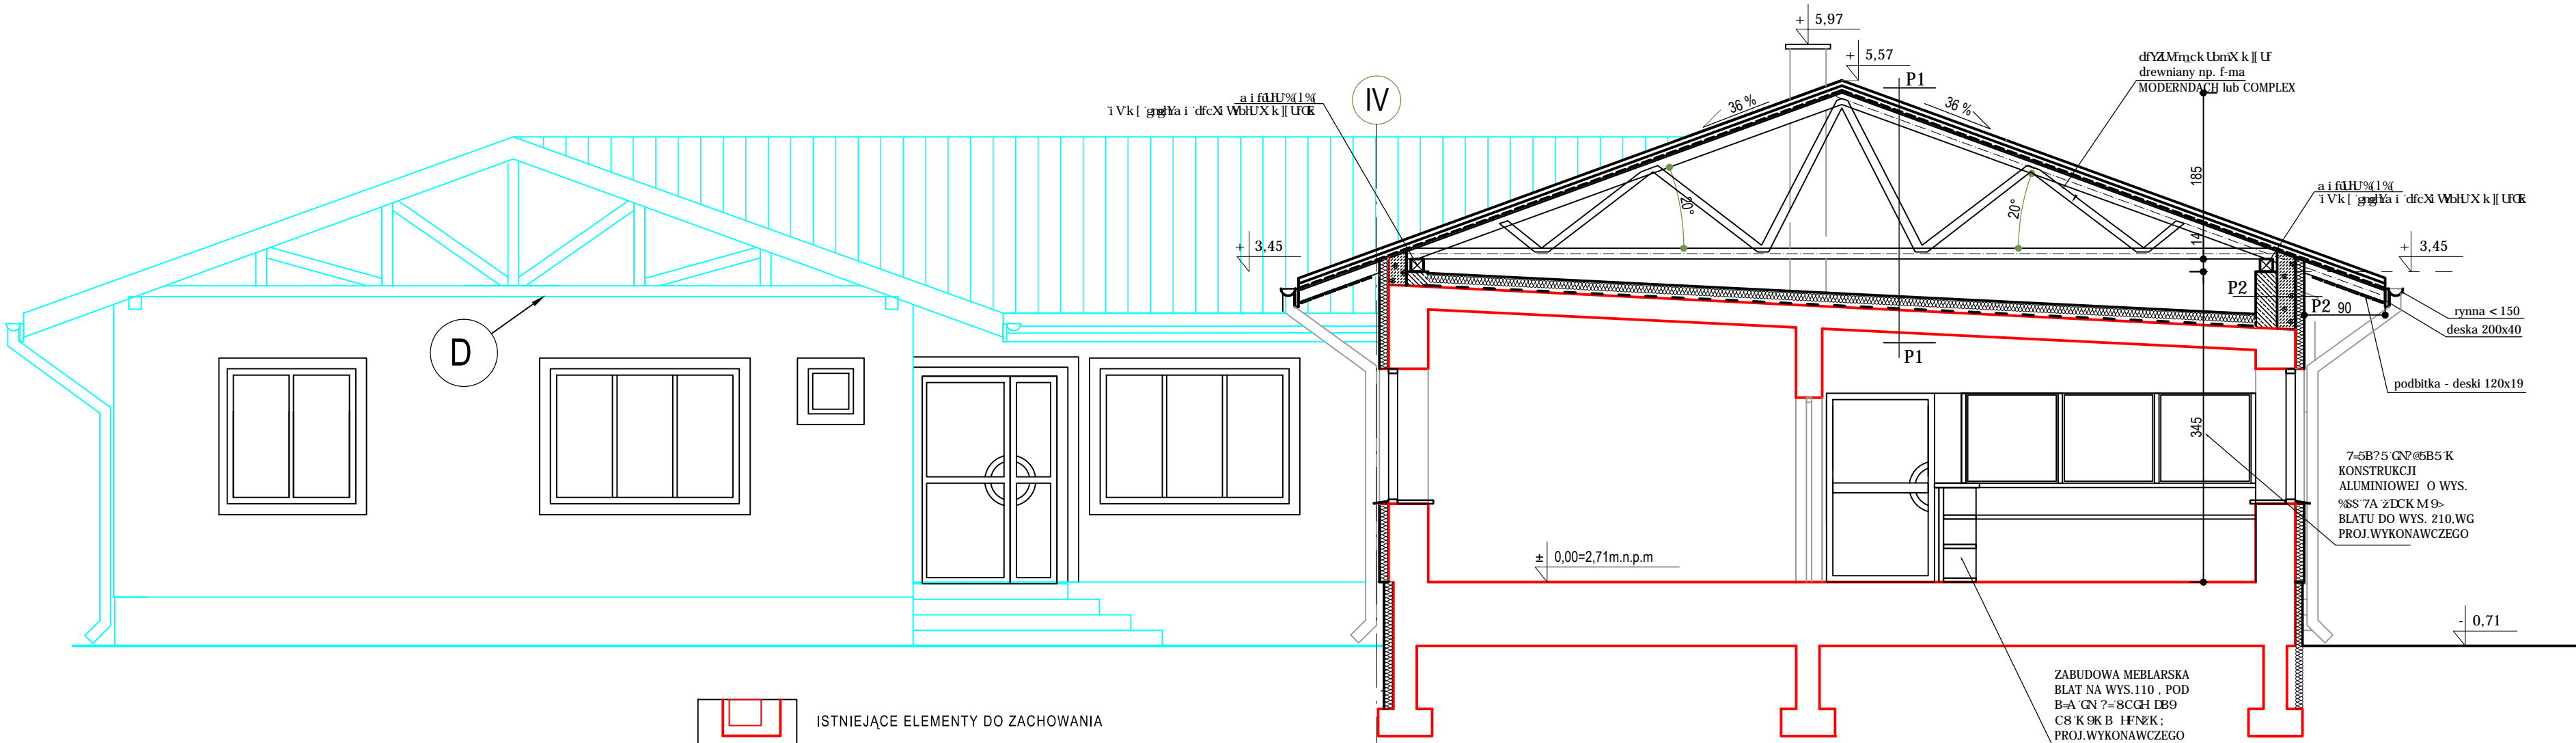 + 5,97
+ 5,57
P1
36 %
36 %
drewniany np. f-ma
MODERNDACH lub COMPLEX
IV
20°
20°
185
14
+ 3,45
+ 3,45
P2
P2 90
rynna < 150
deska 200x40
P1
podbitka - deski 120x19
D
345
KONSTRUKCJI
ALUMINIOWEJ O WYS.
BLATU DO WYS. 210,WG
PROJ.WYKONAWCZEGO
± 0,00=2,71m.n.p.m
- 0,71
ZABUDOWA MEBLARSKA
BLAT NA WYS.110 , POD
PROJ.WYKONAWCZEGO
ISTNIEJĄCE ELEMENTY DO ZACHOWANIA